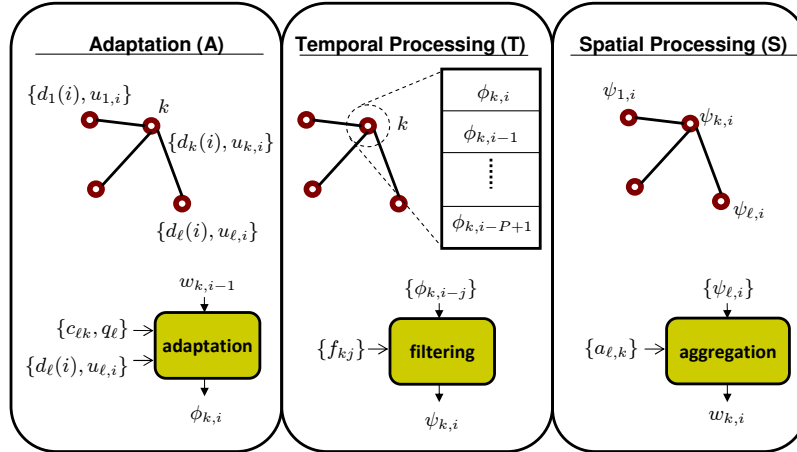 Adaptation (A)
{d_1(i), u_{1,i}}
k
{d_k(i), u_{k,i}}
{d_ℓ(i), u_{ℓ,i}}
w_{k,i−1}
{c_{ℓk}, q_ℓ}
{d_ℓ(i), u_{ℓ,i}}
adaptation
ϕ_{k,i}
Temporal Processing (T)
k
ϕ_{k,i}
ϕ_{k,i−1}
ϕ_{k,i−P+1}
{ϕ_{k,i−j}}
{f_{kj}}
filtering
ψ_{k,i}
Spatial Processing (S)
ψ_{1,i}
ψ_{k,i}
ψ_{ℓ,i}
{ψ_{ℓ,i}}
{a_{ℓ,k}}
aggregation
w_{k,i}